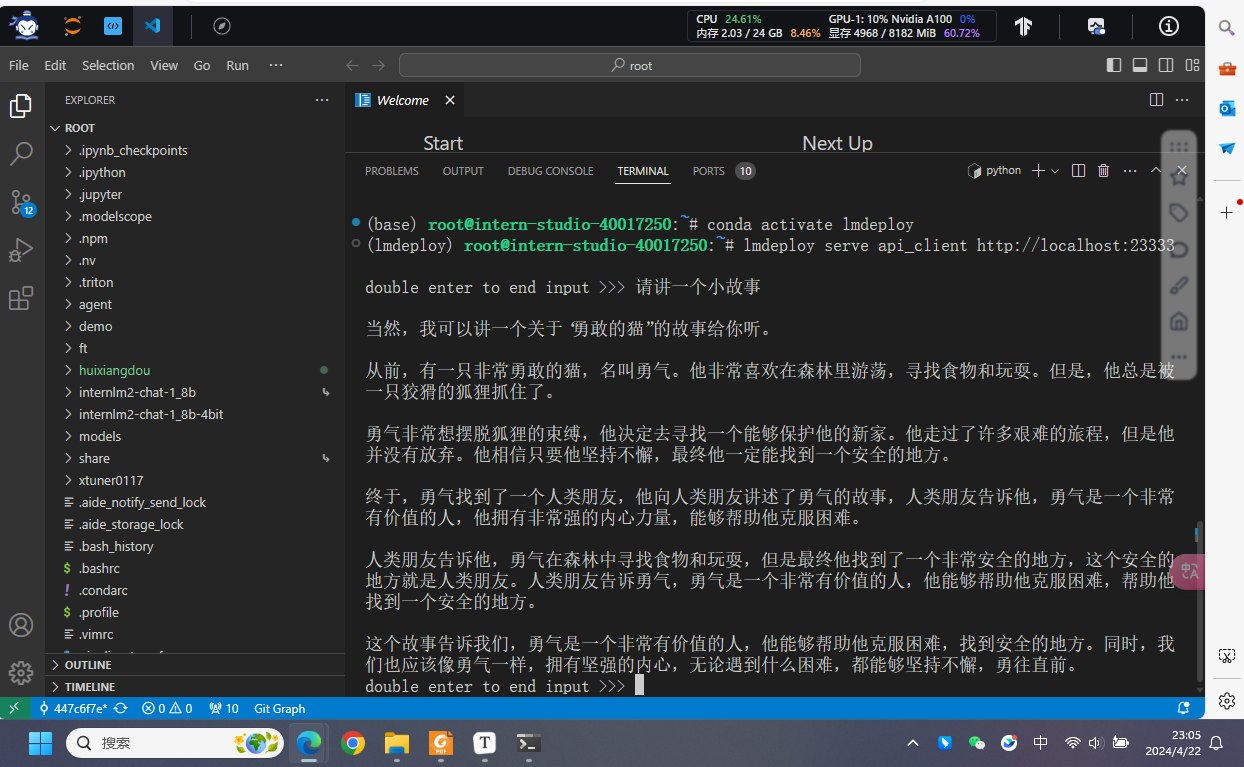 CPU 24.61% GPU-1: 10% Nvidia A100 0%
内存 2.03 / 24 GB 8.46% 显存 4968 / 8182 MiB 60.72%
File Edit Selection View Go Run ··· root
EXPLORER ···
Welcome
ROOT
.ipynb_checkpoints
.ipython
.jupyter
.modelscope
.npm
.nv
.triton
agent
demo
ft
huixiangdou
internlm2-chat-1_8b
internlm2-chat-1_8b-4bit
models
share
xtuner0117
.aide_notify_send_lock
.aide_storage_lock
.bash_history
.bashrc
.condarc
.profile
.vimrc
OUTLINE
TIMELINE
12
Start Next Up
PROBLEMS OUTPUT DEBUG CONSOLE TERMINAL PORTS 10 python
(base) root@intern-studio-40017250:~# conda activate lmdeploy
(lmdeploy) root@intern-studio-40017250:~# lmdeploy serve api_client http://localhost:23333
double enter to end input >>> 请讲一个小故事
当然，我可以讲一个关于“勇敢的猫”的故事给你听。
从前，有一只非常勇敢的猫，名叫勇气。他非常喜欢在森林里游荡，寻找食物和玩耍。但是，他总是被
一只狡猾的狐狸抓住了。
勇气非常想摆脱狐狸的束缚，他决定去寻找一个能够保护他的新家。他走过了许多艰难的旅程，但是他
并没有放弃。他相信只要他坚持不懈，最终他一定能找到一个安全的地方。
终于，勇气找到了一个人类朋友，他向人类朋友讲述了勇气的故事，人类朋友告诉他，勇气是一个非常
有价值的人，他拥有非常强的内心力量，能够帮助他克服困难。
人类朋友告诉他，勇气在森林中寻找食物和玩耍，但是最终他找到了一个非常安全的地方，这个安全的
地方就是人类朋友。人类朋友告诉勇气，勇气是一个非常有价值的人，他能够帮助他克服困难，帮助他
找到一个安全的地方。
这个故事告诉我们，勇气是一个非常有价值的人，他能够帮助他克服困难，找到安全的地方。同时，我
们也应该像勇气一样，拥有坚强的内心，无论遇到什么困难，都能够坚持不懈，勇往直前。
double enter to end input >>>
447c6f7e* 0 0 10 Git Graph
搜索
中
23:05
2024/4/22